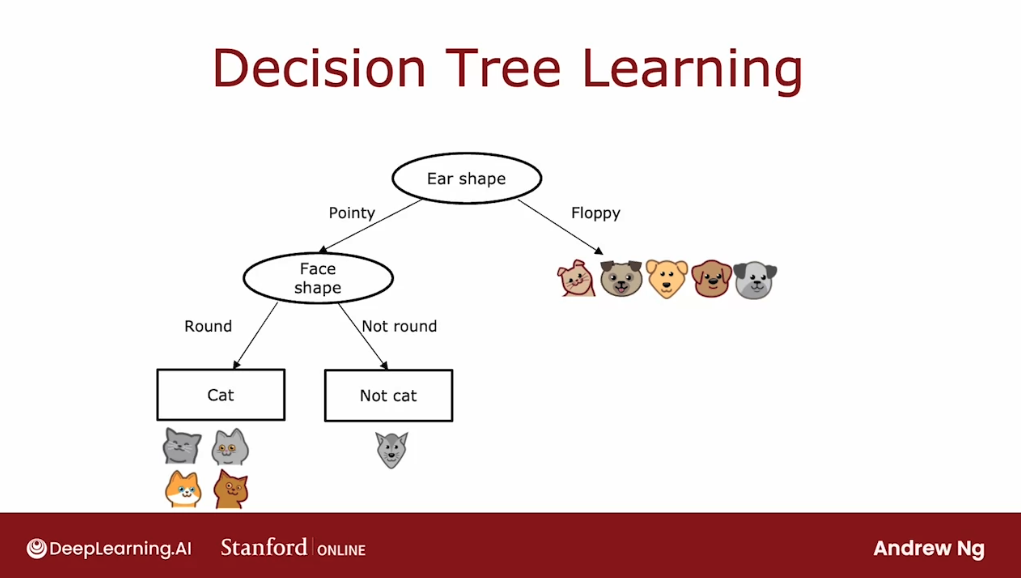 Decision Tree Learning
Ear shape
Pointy
Floppy
Face
shape
Round
Not round
Cat
Not cat
DeepLearning.AI
Stanford | ONLINE
Andrew Ng